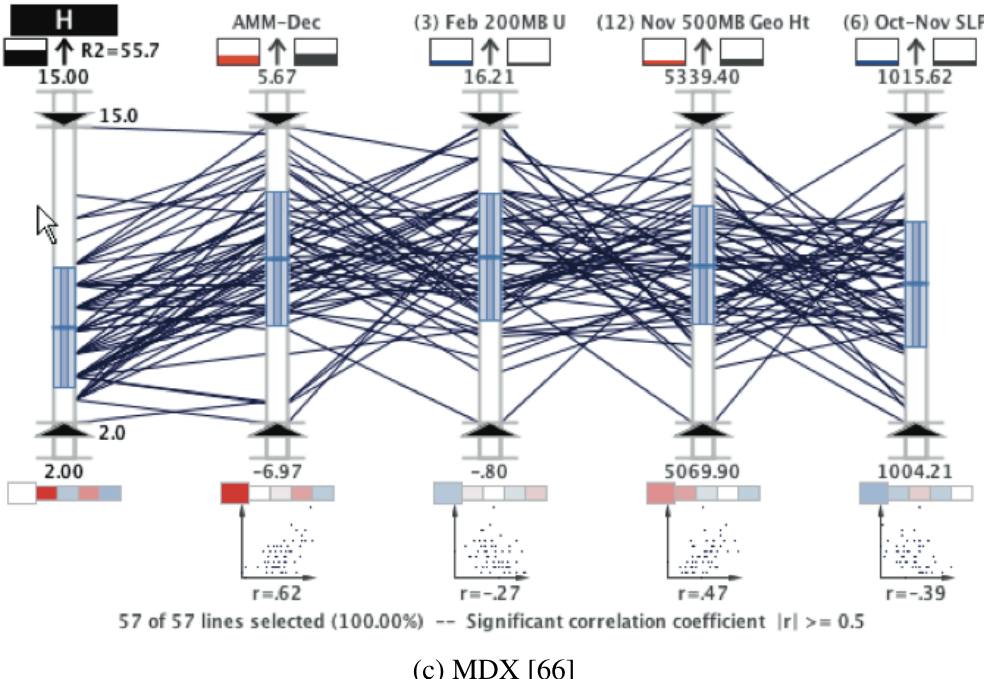 H AMM-Dec (3) Feb 200MB U (12) Nov 500MB Geo Ht (6) Oct-Nov SLP
R2=55.7
15.00 5.67 16.21 5339.40 1015.62
15.0
2.0
2.00 -6.97 -.80 5069.90 1004.21
r=.62 r=-.27 r=.47 r=-.39
57 of 57 lines selected (100.00%) -- Significant correlation coefficient |r| >= 0.5
(c) MDX [66]